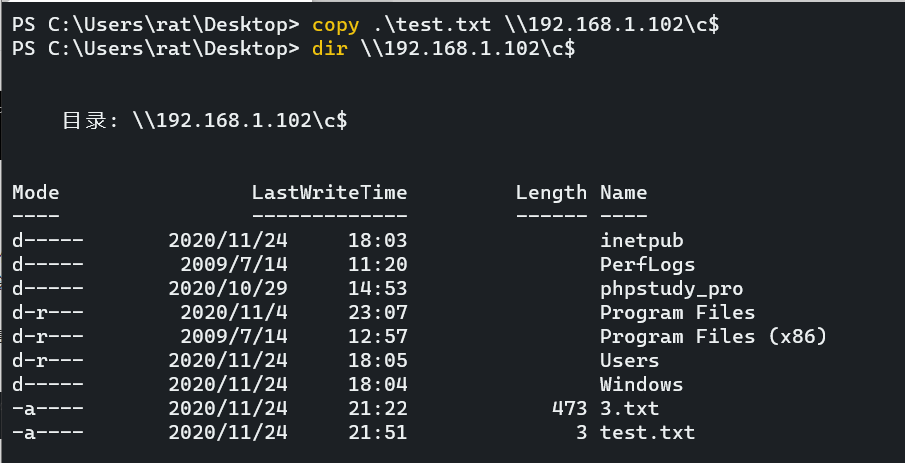 PS C:\Users\rat\Desktop> copy .\test.txt \\192.168.1.102\c$
PS C:\Users\rat\Desktop> dir \\192.168.1.102\c$
目录: \\192.168.1.102\c$
Mode LastWriteTime Length Name
---- ------------- ------ ----
d----- 2020/11/24 18:03 inetpub
d----- 2009/7/14 11:20 PerfLogs
d----- 2020/10/29 14:53 phpstudy_pro
d-r--- 2020/11/4 23:07 Program Files
d-r--- 2009/7/14 12:57 Program Files (x86)
d-r--- 2020/11/24 18:05 Users
d----- 2020/11/24 18:04 Windows
-a---- 2020/11/24 21:22 473 3.txt
-a---- 2020/11/24 21:51 3 test.txt